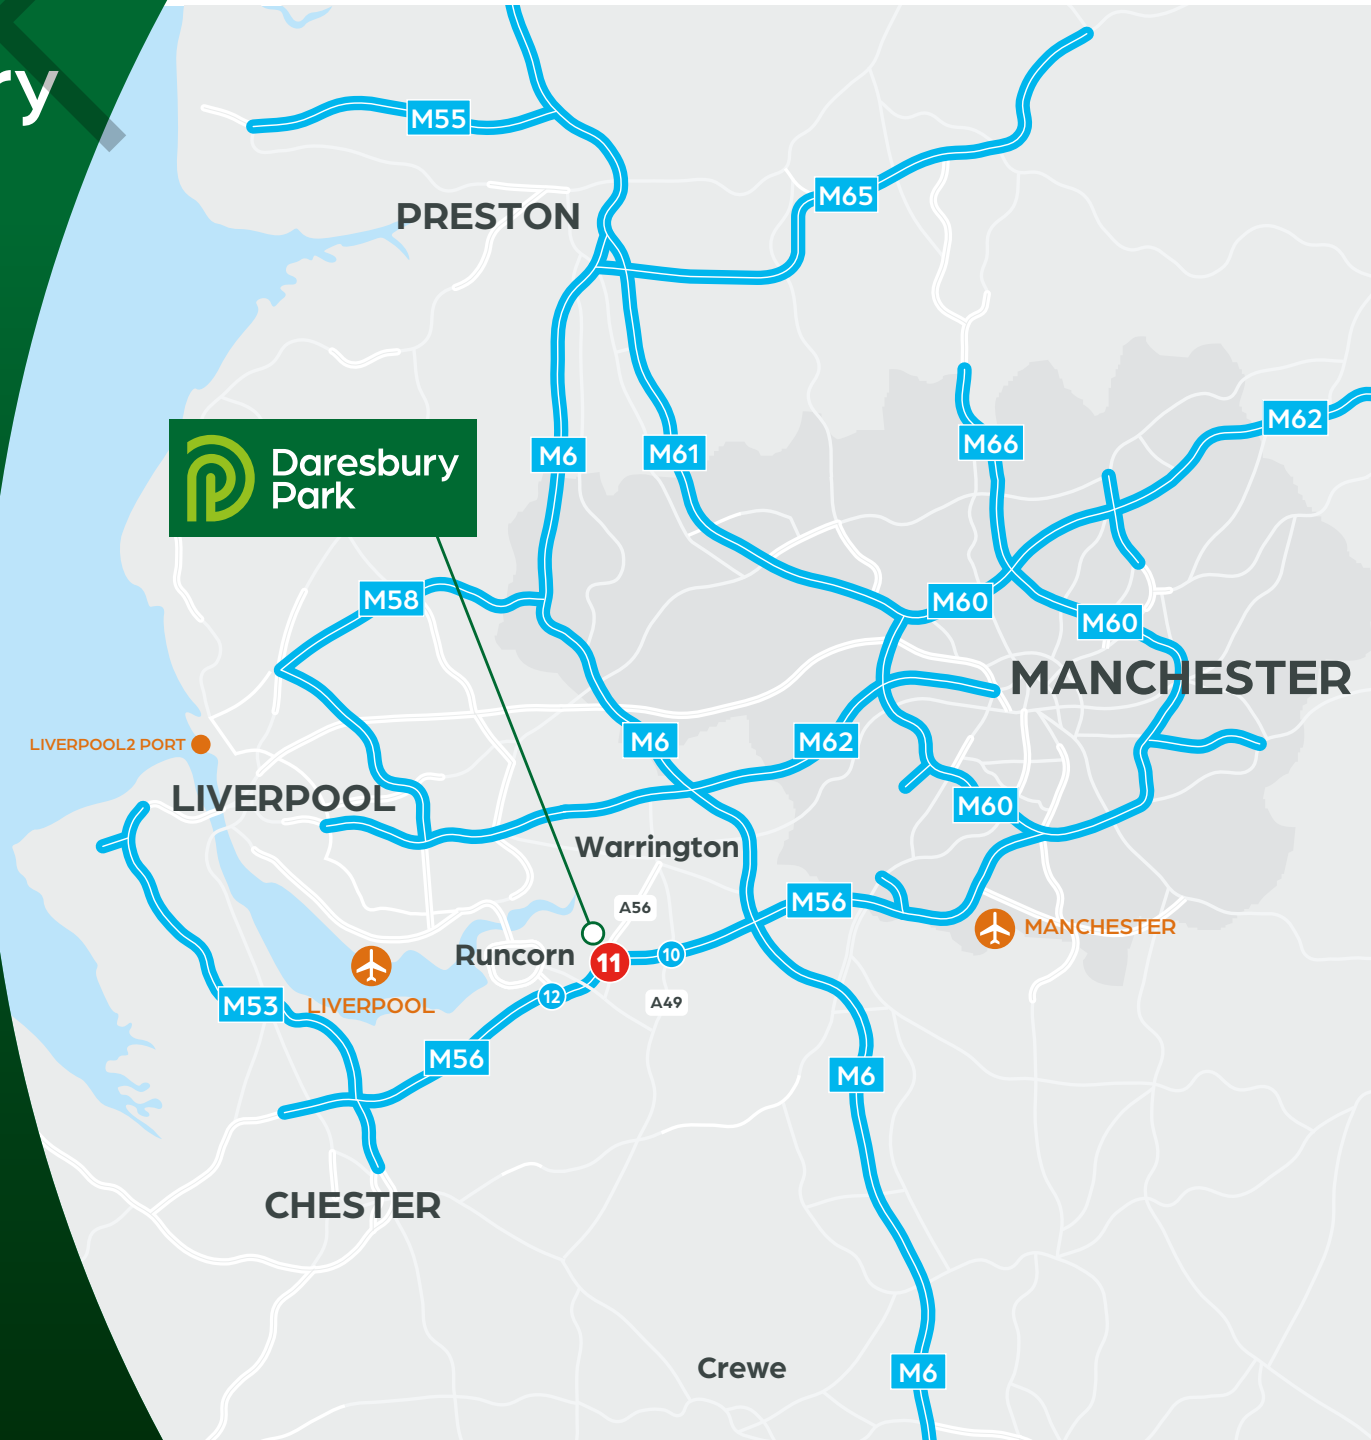 ry
M55
M65
PRESTON
M62
M66
M6
M61
Daresbury
Park
M58
M60
M60
MANCHESTER
LIVERPOOL2 PORT
M6
M62
LIVERPOOL
M60
Warrington
M56
A56
MANCHESTER
Runcorn
11
10
12
A49
M53
LIVERPOOL
M56
M6
CHESTER
Crewe
M6